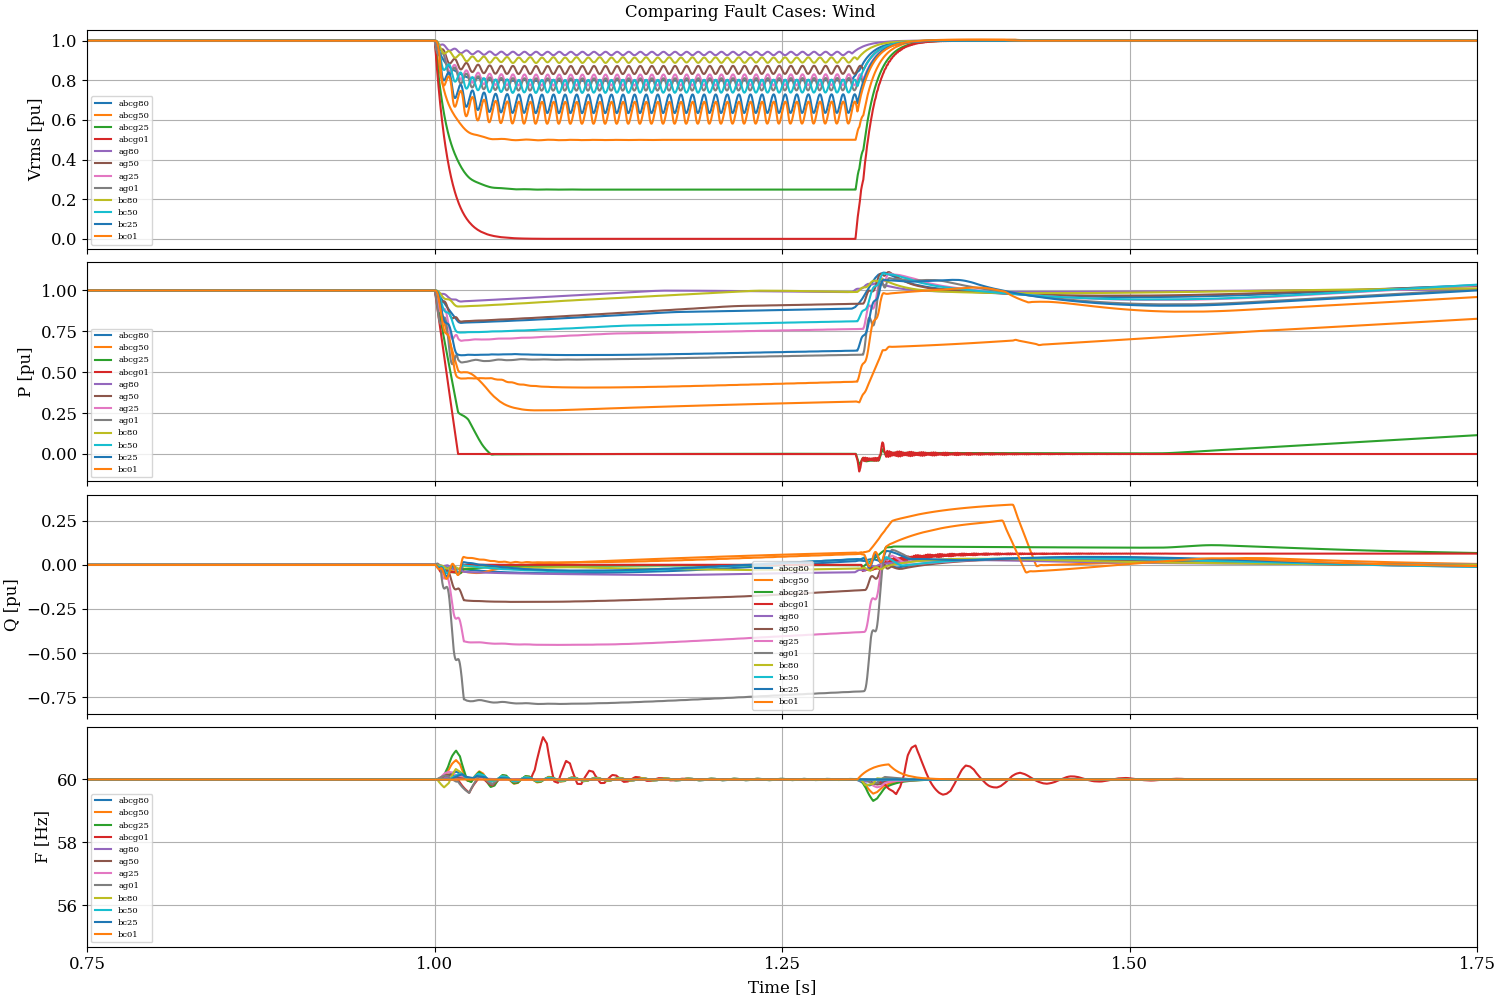 Comparing Fault Cases: Wind
Vrms [pu]
1.0
0.8
0.6
0.4
0.2
0.0
abcg80
abcg50
abcg25
abcg01
ag80
ag50
ag25
ag01
bc80
bc50
bc25
bc01
P [pu]
1.00
0.75
0.50
0.25
0.00
abcg80
abcg50
abcg25
abcg01
ag80
ag50
ag25
ag01
bc80
bc50
bc25
bc01
Q [pu]
0.25
0.00
−0.25
−0.50
−0.75
abcg80
abcg50
abcg25
abcg01
ag80
ag50
ag25
ag01
bc80
bc50
bc25
bc01
F [Hz]
60
58
56
abcg80
abcg50
abcg25
abcg01
ag80
ag50
ag25
ag01
bc80
bc50
bc25
bc01
0.75 1.00 1.25 1.50 1.75
Time [s]